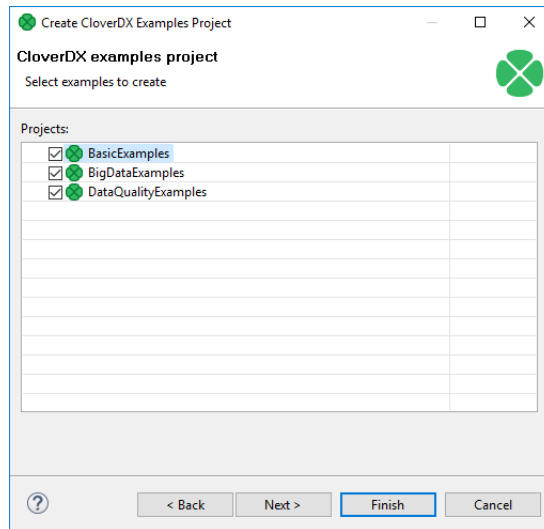 Create CloverDX Examples Project
CloverDX examples project
Select examples to create
Projects:
BasicExamples
BigDataExamples
DataQualityExamples
?
< Back Next > Finish Cancel